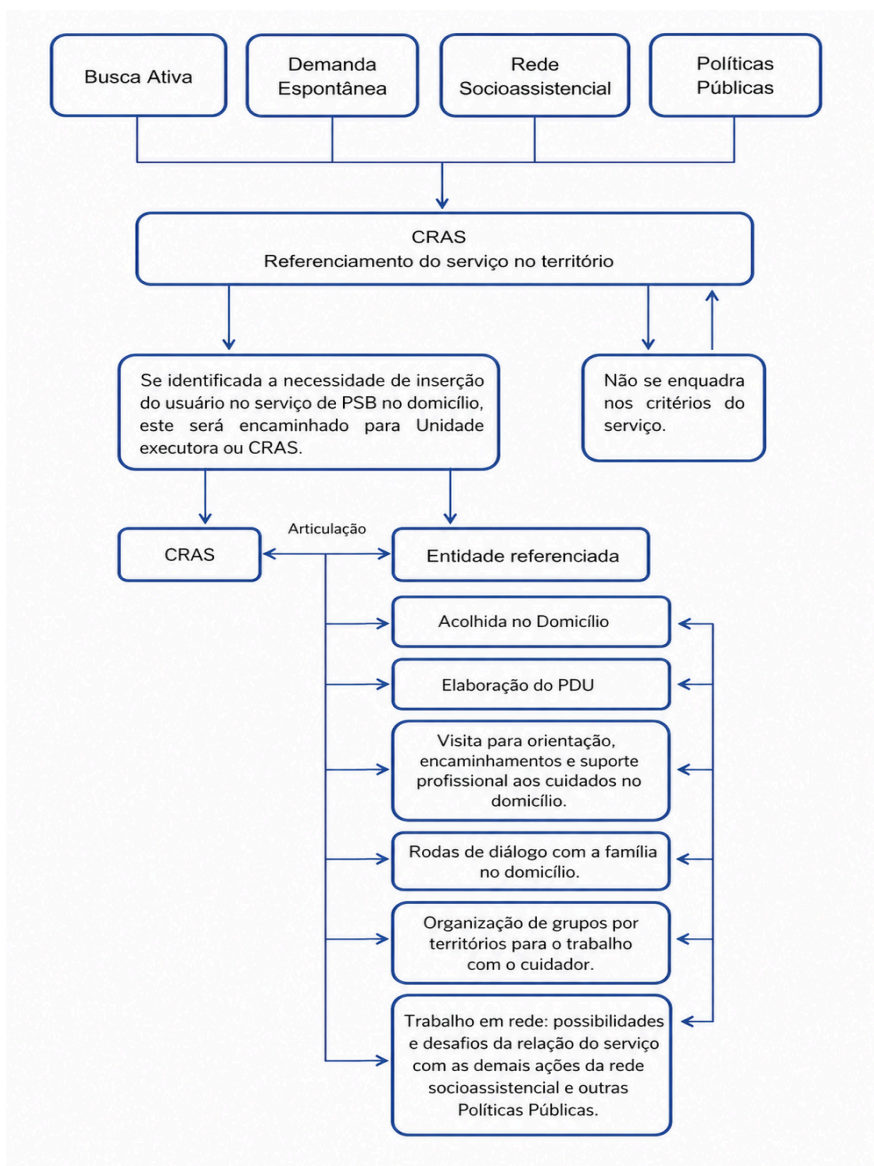 Busca Ativa
Demanda
Espontânea
Rede
Socioassistencial
Políticas
Públicas
CRAS
Referenciamento do serviço no território
Se identificada a necessidade de inserção
do usuário no serviço de PSB no domicílio,
este será encaminhado para Unidade
executora ou CRAS.
Não se enquadra
nos critérios do
serviço.
Articulação
CRAS
Entidade referenciada
Acolhida no Domicílio
Elaboração do PDU
Visita para orientação,
encaminhamentos e suporte
profissional aos cuidados no
domicílio.
Rodas de diálogo com a família
no domicílio.
Organização de grupos por
territórios para o trabalho
com o cuidador.
Trabalho em rede: possibilidades
e desafios da relação do serviço
com as demais ações da rede
socioassistencial e outras
Políticas Públicas.